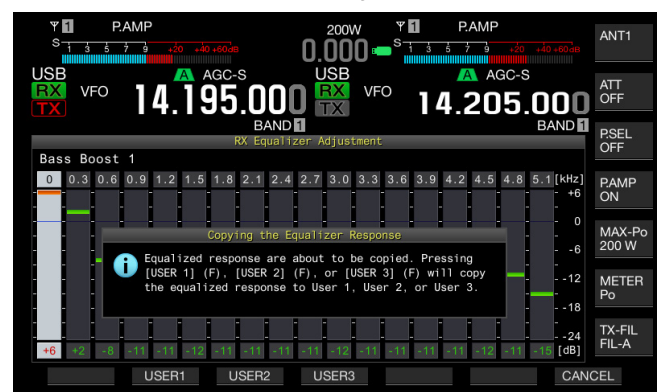 1 P.AMP 200W 1 P.AMP ANT1
S 1 3 5 7 9 +20 +40 +60dB 0.000 S 1 3 5 7 9 +20 +40 +60dB
USB A AGC-S USB A AGC-S
RX VFO 14.195.000 RX VFO 14.205.000 ATT OFF
TX TX
BAND 1 BAND 1
RX Equalizer Adjustment
P.SEL OFF
Bass Boost 1
0 0.3 0.6 0.9 1.2 1.5 1.8 2.1 2.4 2.7 3.0 3.3 3.6 3.9 4.2 4.5 4.8 5.1 [kHz]
P.AMP ON
+6
0
MAX-Po 200 W
Copying the Equalizer Response
-6
Equalized response are about to be copied. Pressing
[USER 1] (F), [USER 2] (F), or [USER 3] (F) will copy
the equalized response to User 1, User 2, or User 3.
-12
METER Po
-18
-24
TX-FIL FIL-A
+6 +2 -8 -11 -11 -12 -11 -11 -11 -11 -12 -11 -11 -11 -12 -11 -15 [dB]
USER1 USER2 USER3 CANCEL